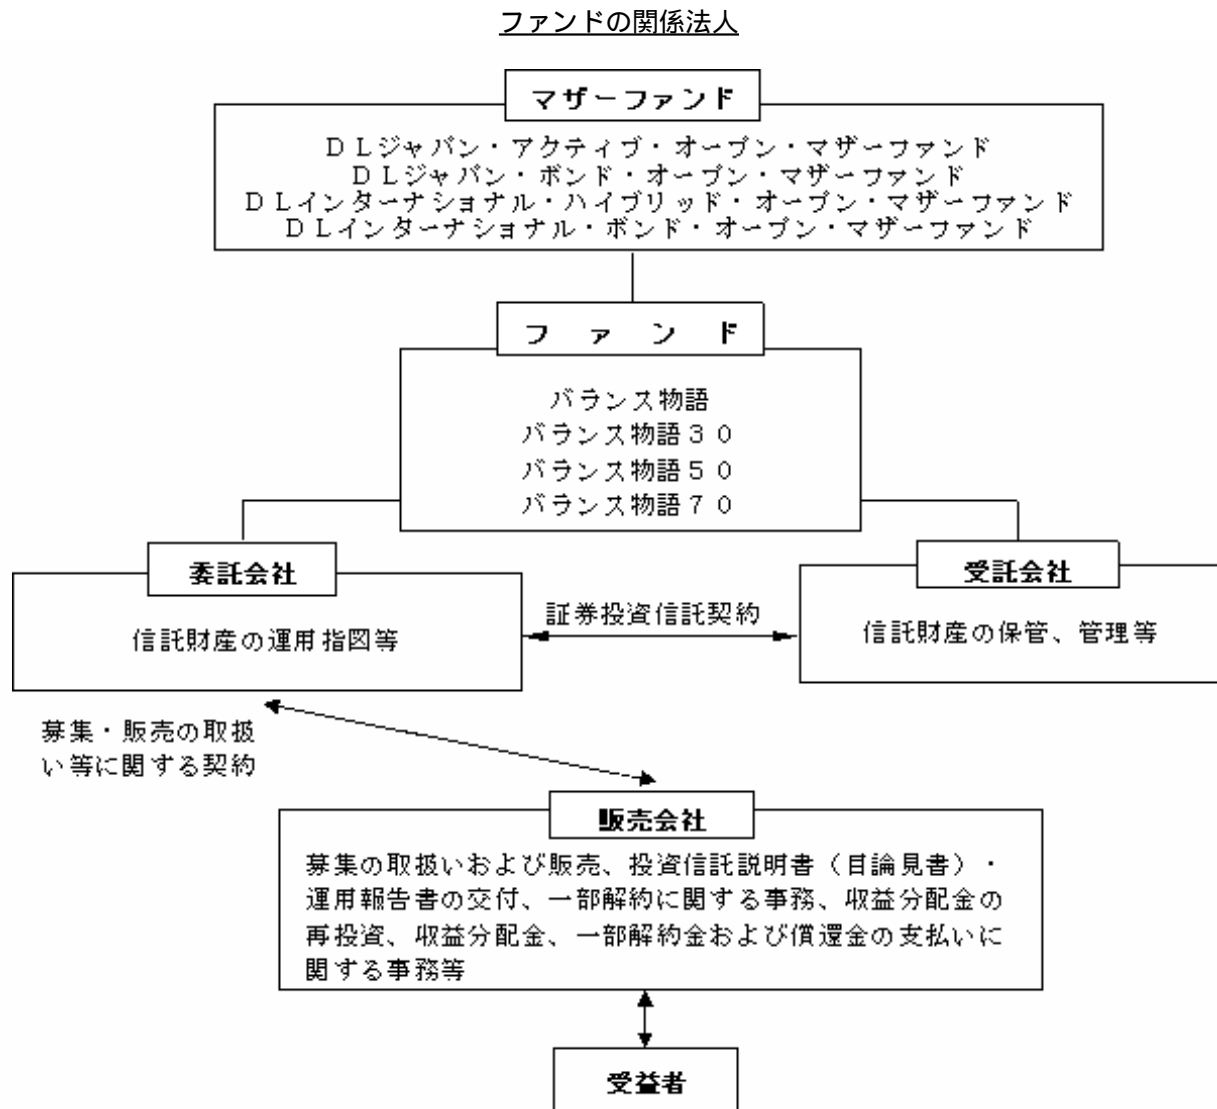 ファンドの関係法人
マザーファンド
ＤＬジャパン・アクティブ・オープン・マザーファンド
ＤＬジャパン・ボンド・オープン・マザーファンド
ＤＬインターナショナル・ハイブリッド・オープン・マザーファンド
ＤＬインターナショナル・ボンド・オープン・マザーファンド
ファンド
バランス物語
バランス物語３０
バランス物語５０
バランス物語７０
委託会社
信託財産の運用指図等
証券投資信託契約
受託会社
信託財産の保管、管理等
募集・販売の取扱
い等に関する契約
販売会社
募集の取扱いおよび販売、投資信託説明書（目論見書）・
運用報告書の交付、一部解約に関する事務、収益分配金の
再投資、収益分配金、一部解約金および償還金の支払いに
関する事務等
受益者